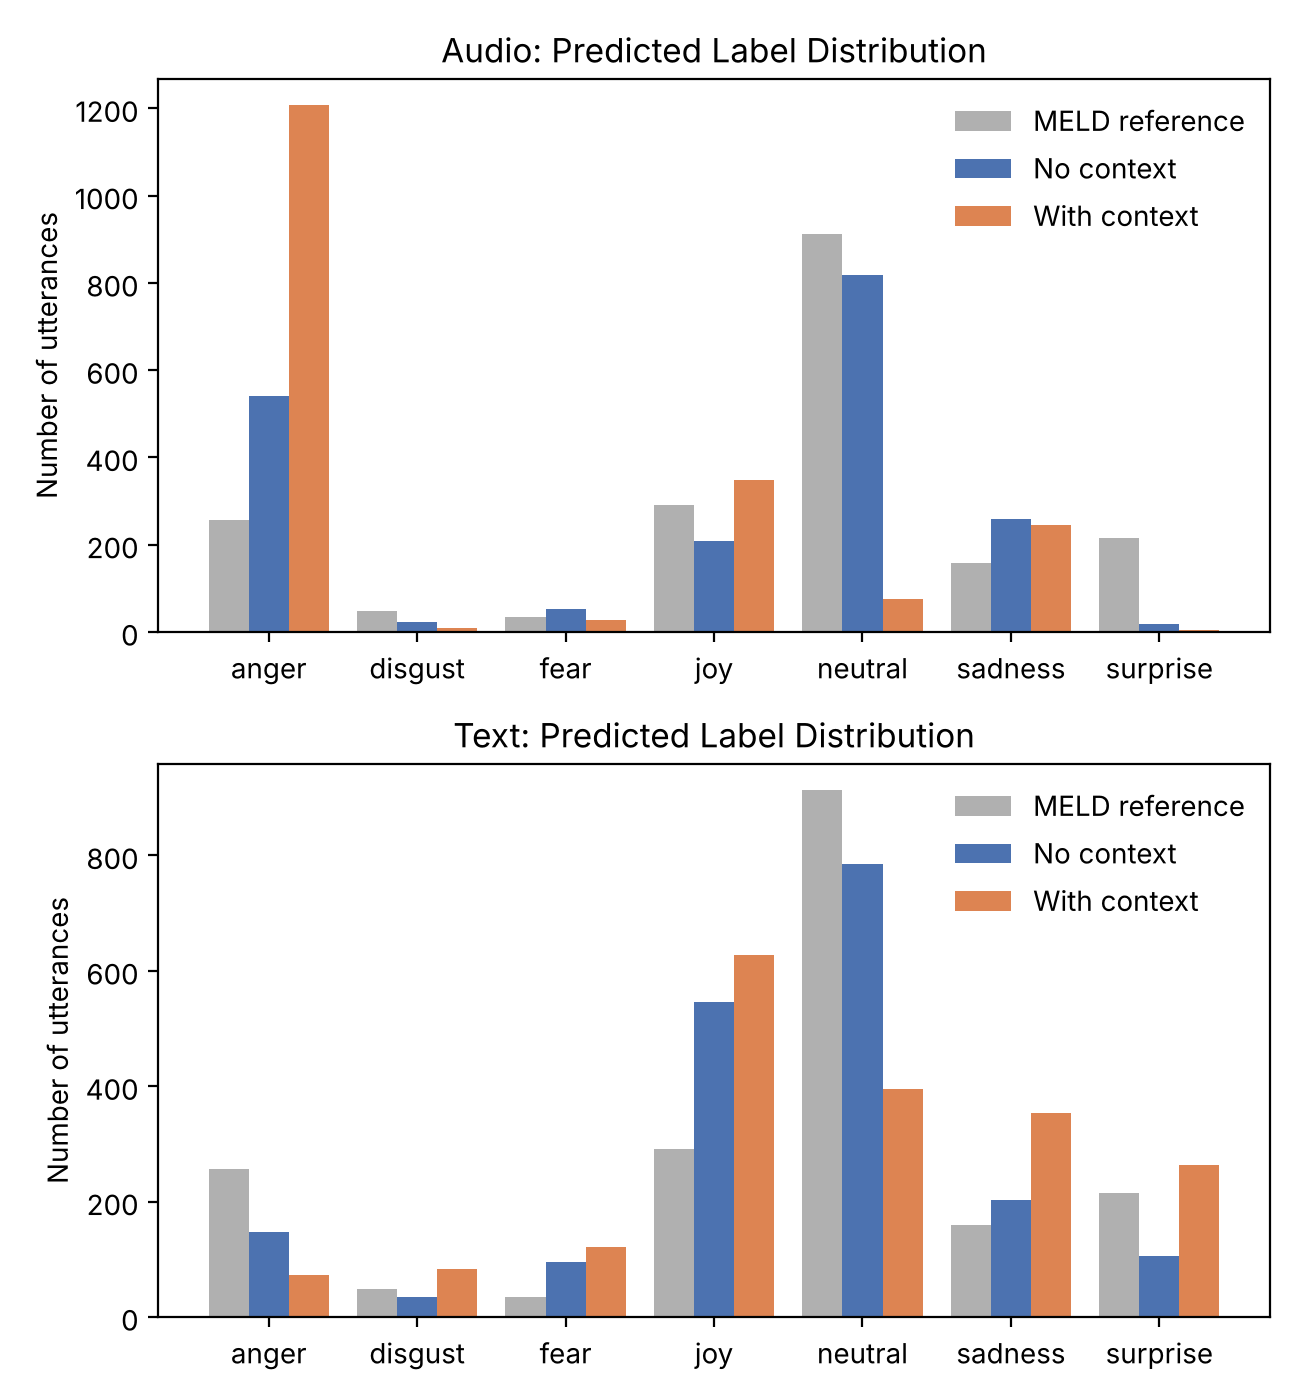 Audio: Predicted Label Distribution
Number of utterances
1200
1000
800
600
400
200
0
MELD reference
No context
With context
anger disgust fear joy neutral sadness surprise
Text: Predicted Label Distribution
Number of utterances
800
600
400
200
0
MELD reference
No context
With context
anger disgust fear joy neutral sadness surprise